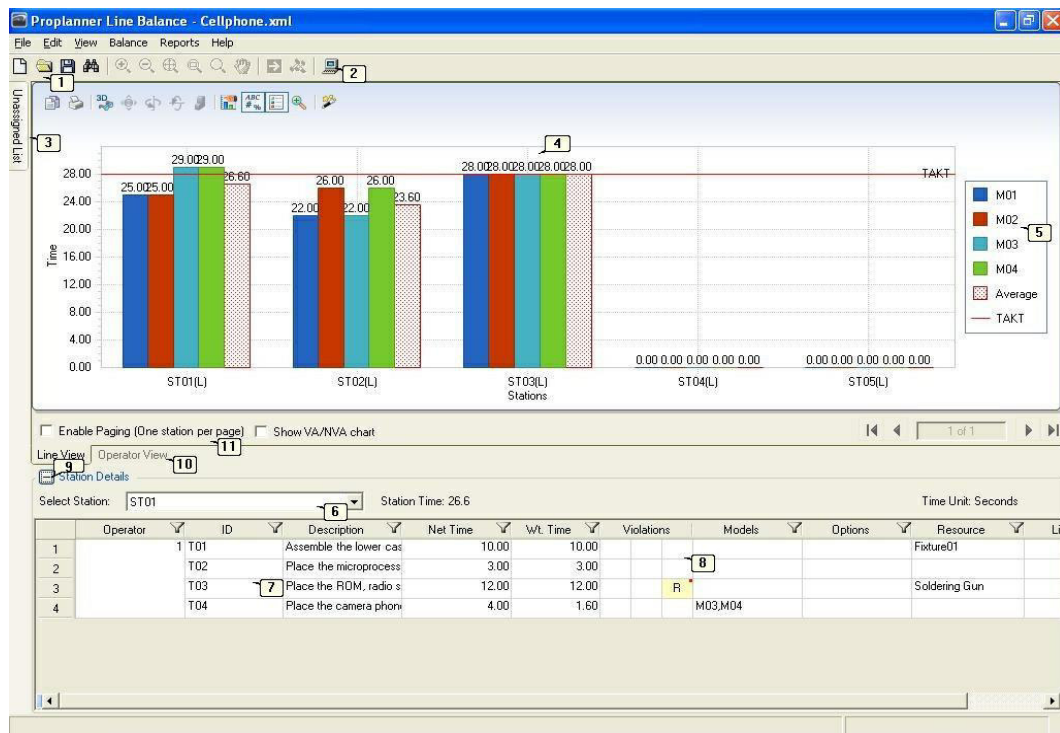 Proplanner Line Balance - Cellphone.xml
File Edit View Balance Reports Help
1
2
Unassigned List
3
3D
ABC
#%
4
28.00
24.00
20.00
16.00
12.00
8.00
4.00
0.00
Time
25.00 25.00 29.00 29.00 26.60
22.00 26.00 22.00 26.00 23.60
28.00 28.00 28.00 28.00 28.00
0.00 0.00 0.00 0.00 0.00
0.00 0.00 0.00 0.00 0.00
TAKT
ST01(L) ST02(L) ST03(L) ST04(L) ST05(L)
Stations
M01
M02
5
M03
M04
Average
TAKT
Enable Paging (One station per page) Show VA/NVA chart
1 of 1
11
Line View Operator View
9
10
Station Details
Select Station: ST01 Station Time: 26.6 Time Unit: Seconds
6
Operator ID Description Net Time Wt. Time Violations Models Options Resource Li
1 1 T01 Assemble the lower cas 10.00 10.00 Fixture01
2 T02 Place the microprocess 3.00 3.00
8
3 T03 Place the ROM, radio s 12.00 12.00 R Soldering Gun
7
4 T04 Place the camera phon 4.00 1.60 M03,M04